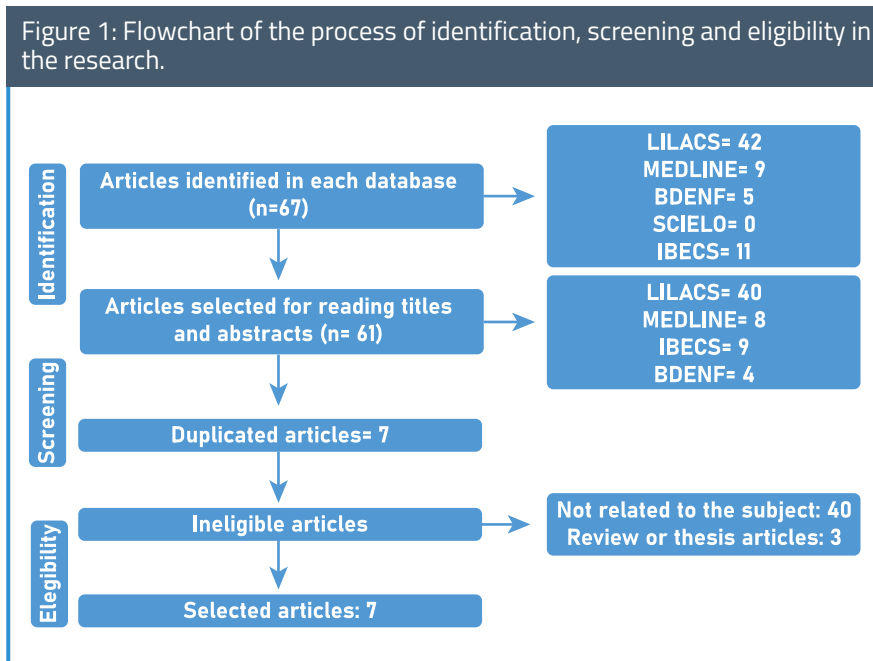 Figure 1: Flowchart of the process of identification, screening and eligibility in
the research.
Identification
Articles identified in each database
(n=67)
LILACS= 42
MEDLINE= 9
BDENF= 5
SCIELO= 0
IBECS= 11
Articles selected for reading titles
and abstracts (n= 61)
LILACS= 40
MEDLINE= 8
IBECS= 9
BDENF= 4
Screening
Duplicated articles= 7
Elegibility
Ineligible articles
Not related to the subject: 40
Review or thesis articles: 3
Selected articles: 7